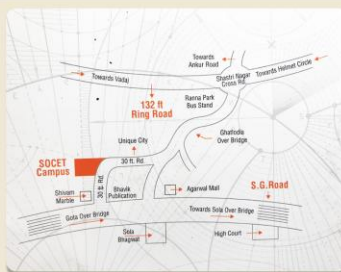 Towards
Ankur Road
Towards Vadaj
Shastri Nagar
Cross Rd.
Towards Helmet Circle
132 ft
Ring Road
Ranna Park
Bus Stand
Unique City
Ghatlodia
Over Bridge
SOCET
Campus
30 ft. Rd.
30 ft. Rd.
Shivam
Marble
Bhavik
Publication
Agarwal Mall
S.G.Road
Gota Over Bridge
Towards Sola Over Bridge
Sola
Bhagwat
High Court